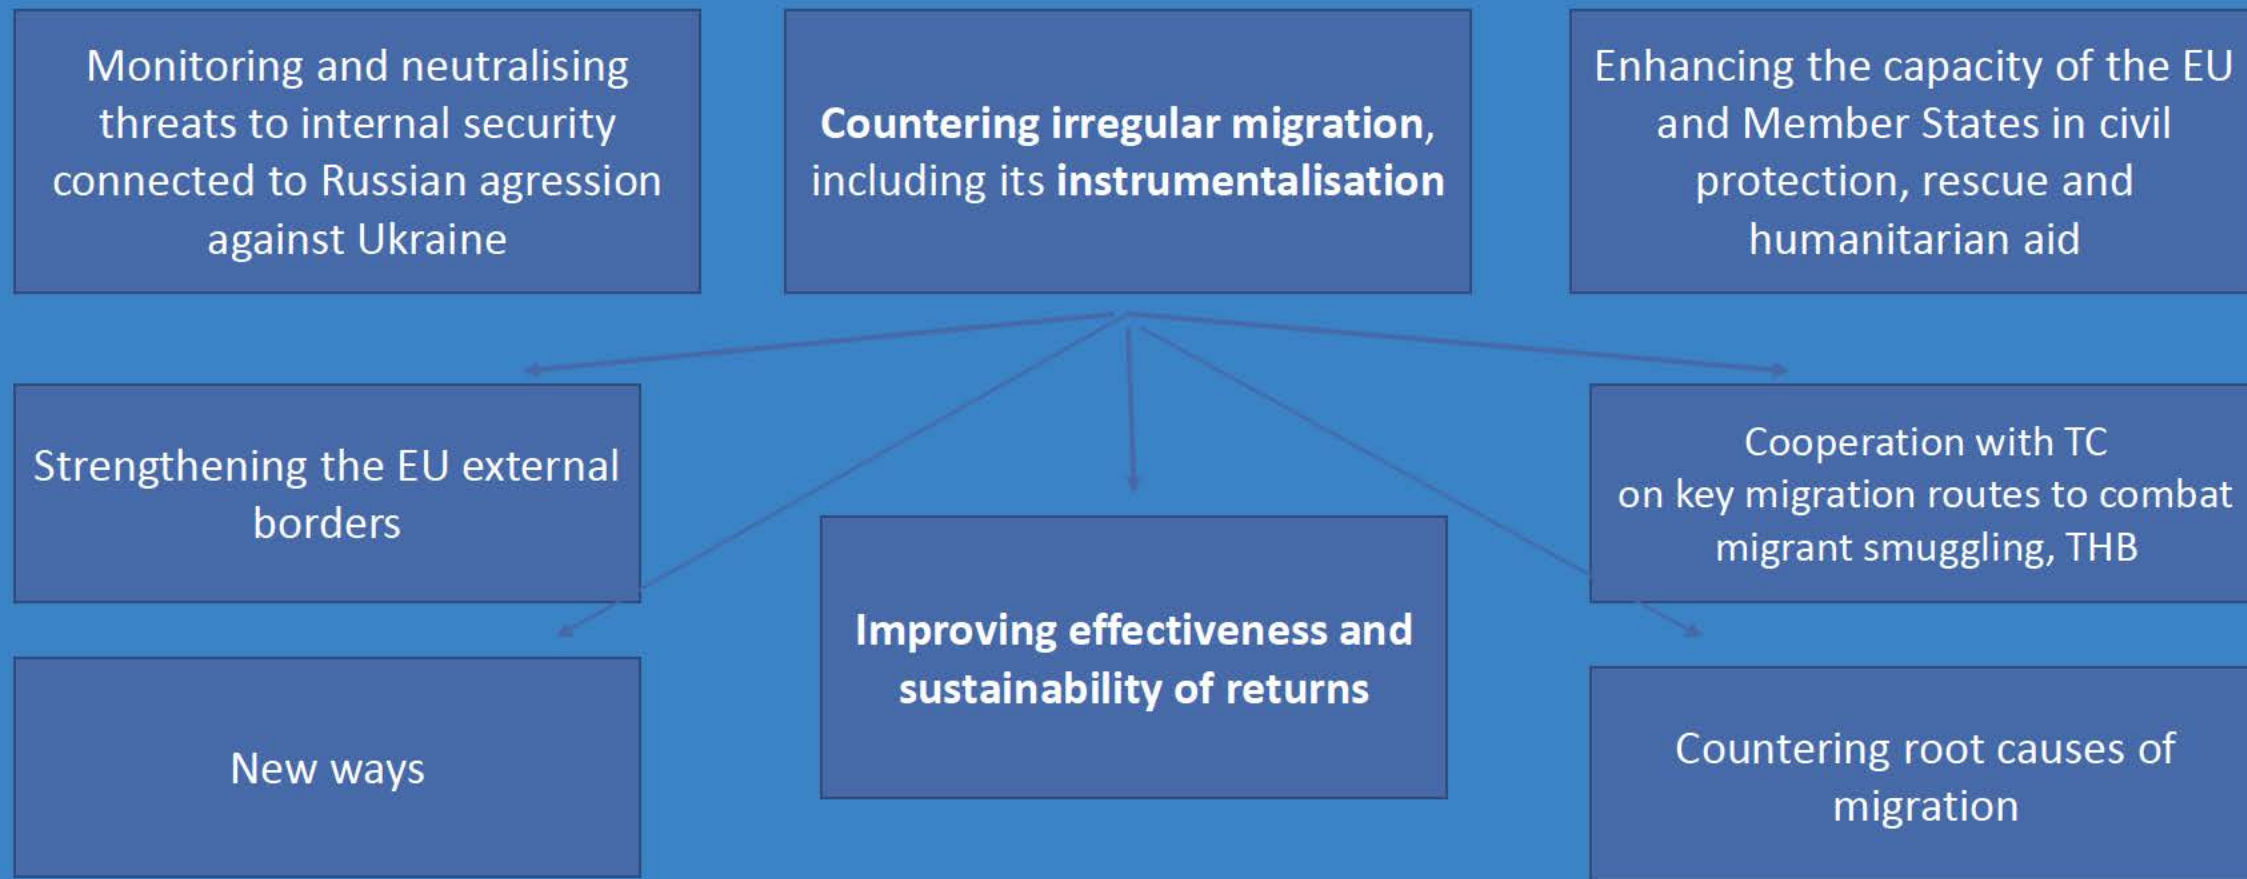 Monitoring and neutralising
threats to internal security
connected to Russian agression
against Ukraine
Countering irregular migration,
including its instrumentalisation
Enhancing the capacity of the EU
and Member States in civil
protection, rescue and
humanitarian aid
Strengthening the EU external
borders
Cooperation with TC
on key migration routes to combat
migrant smuggling, THB
Improving effectiveness and
sustainability of returns
New ways
Countering root causes of
migration